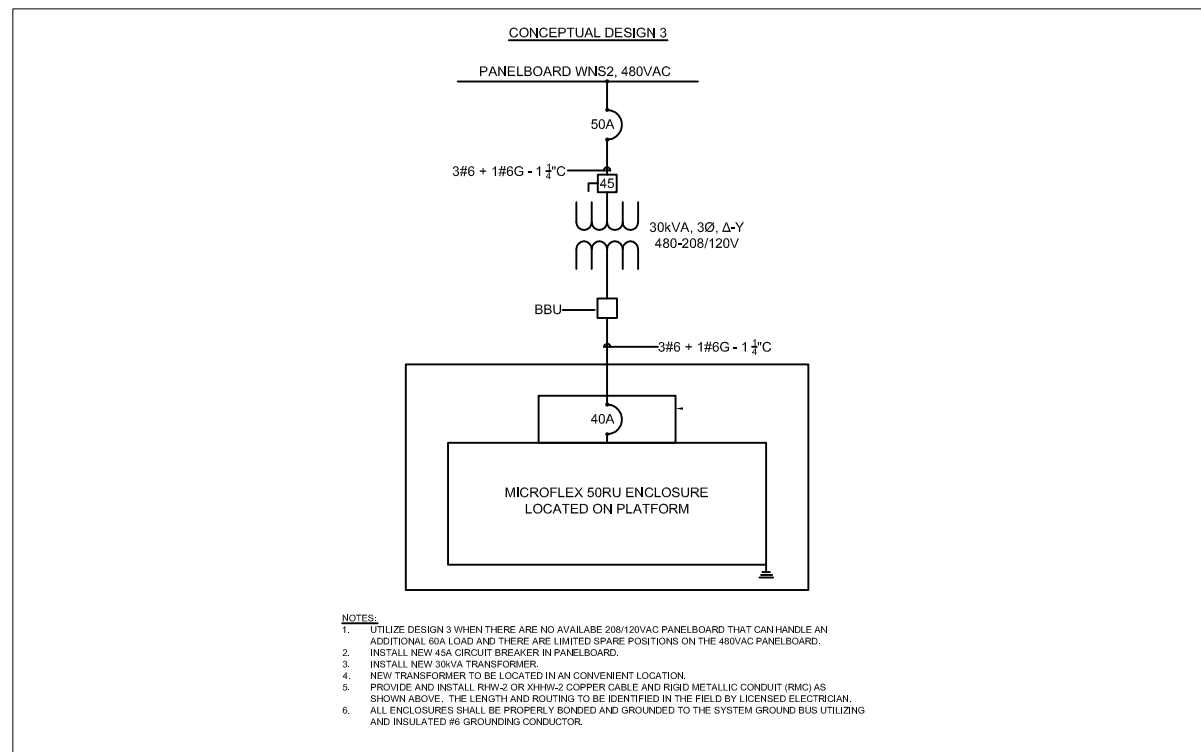 CONCEPTUAL DESIGN 3
PANELBOARD WNS2, 480VAC
50A
3#6 + 1#6G - 1 1/4"C
45
30kVA, 3Ø, Δ-Y
480-208/120V
BBU
3#6 + 1#6G - 1 1/4"C
40A
MICROFLEX 50RU ENCLOSURE
LOCATED ON PLATFORM
NOTES:
1. UTILIZE DESIGN 3 WHEN THERE ARE NO AVAILABE 208/120VAC PANELBOARD THAT CAN HANDLE AN
ADDITIONAL 60A LOAD AND THERE ARE LIMITED SPARE POSITIONS ON THE 480VAC PANELBOARD.
2. INSTALL NEW 45A CIRCUIT BREAKER IN PANELBOARD.
3. INSTALL NEW 30kVA TRANSFORMER.
4. NEW TRANSFORMER TO BE LOCATED IN AN CONVENIENT LOCATION.
5. PROVIDE AND INSTALL RHW-2 OR XHHW-2 COPPER CABLE AND RIGID METALLIC CONDUIT (RMC) AS
SHOWN ABOVE. THE LENGTH AND ROUTING TO BE IDENTIFIED IN THE FIELD BY LICENSED ELECTRICIAN.
6. ALL ENCLOSURES SHALL BE PROPERLY BONDED AND GROUNDED TO THE SYSTEM GROUND BUS UTILIZING
AND INSULATED #6 GROUNDING CONDUCTOR.